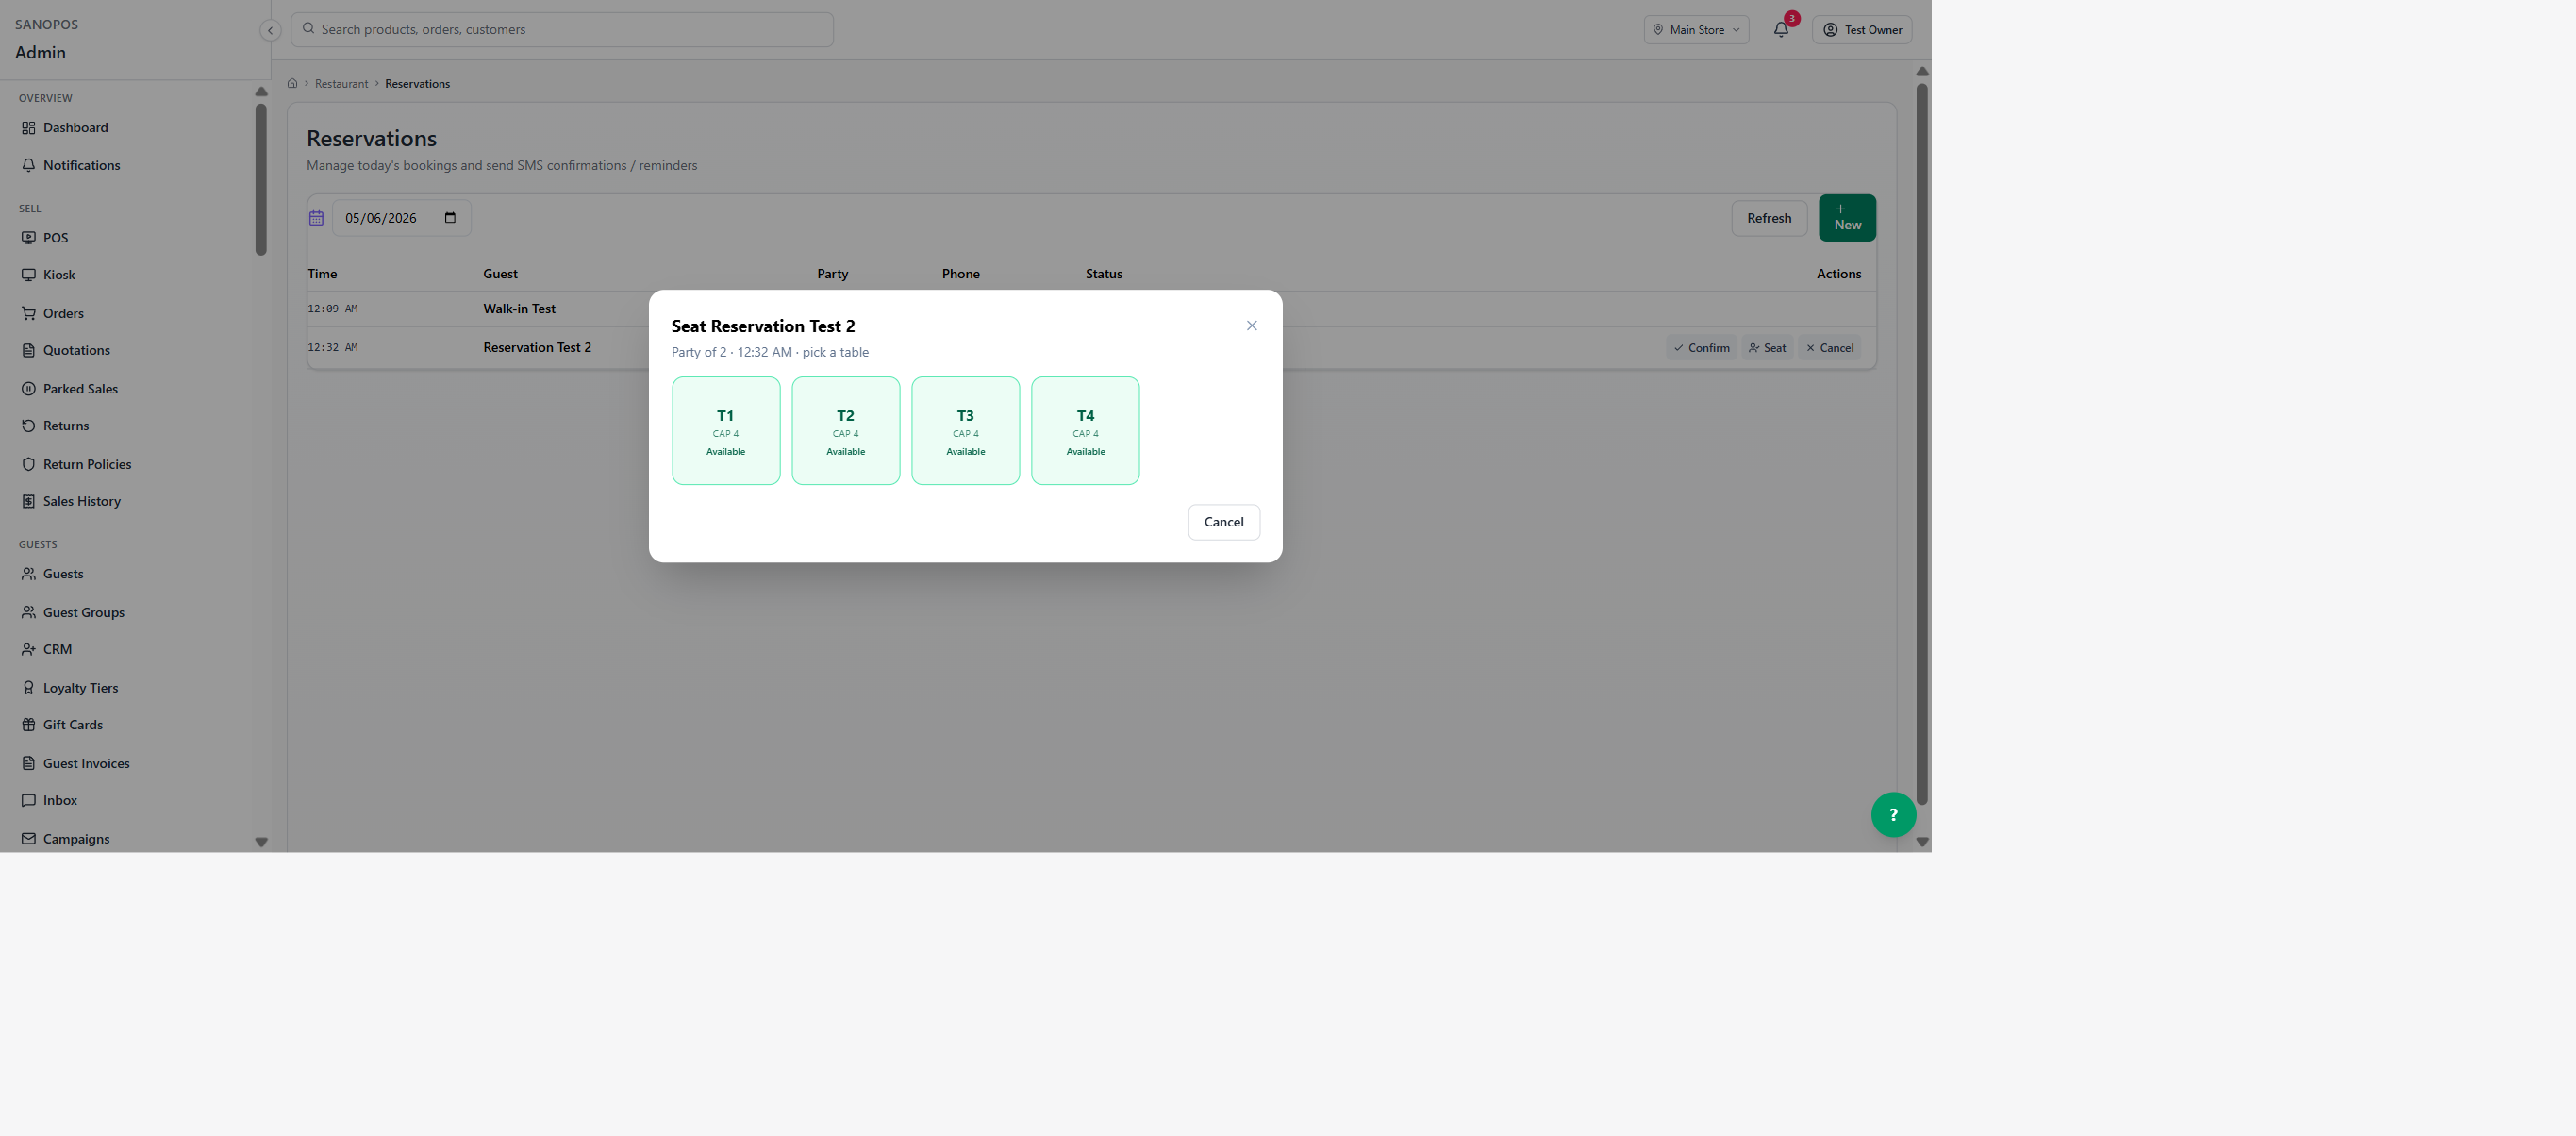 SANOPOS
Admin
Search products, orders, customers
Main Store
3
Test Owner
OVERVIEW
Dashboard
Notifications
SELL
POS
Kiosk
Orders
Quotations
Parked Sales
Returns
Return Policies
Sales History
GUESTS
Guests
Guest Groups
CRM
Loyalty Tiers
Gift Cards
Guest Invoices
Inbox
Campaigns
Restaurant > Reservations
Reservations
Manage today's bookings and send SMS confirmations / reminders
05/06/2026
Refresh
+ New
Time Guest Party Phone Status Actions
12:09 AM Walk-in Test
12:32 AM Reservation Test 2 Confirm Seat Cancel
Seat Reservation Test 2
Party of 2 · 12:32 AM · pick a table
T1
CAP 4
Available
T2
CAP 4
Available
T3
CAP 4
Available
T4
CAP 4
Available
Cancel
?